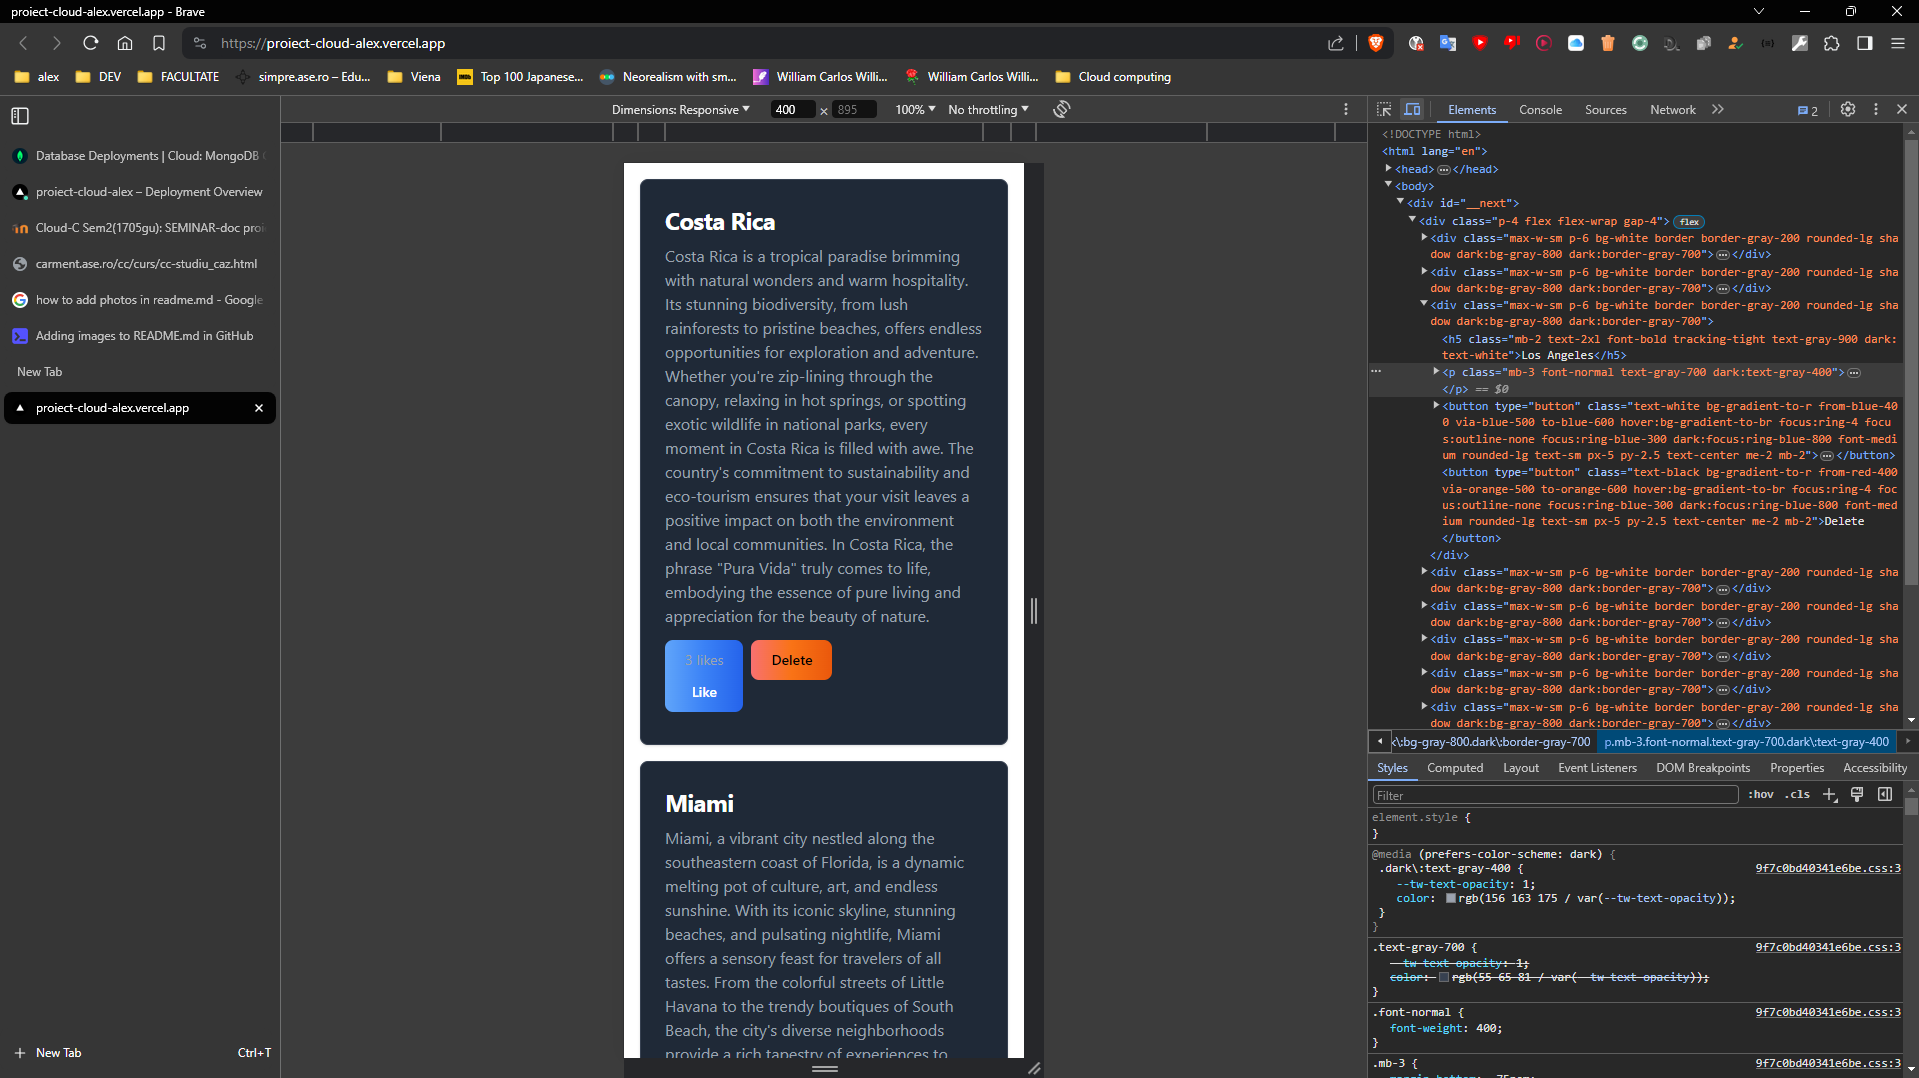 proiect-cloud-alex.vercel.app - Brave
https://proiect-cloud-alex.vercel.app
alex
DEV
FACULTATE
simpre.ase.ro – Edu...
Viena
Top 100 Japanese...
Neorealism with sm...
William Carlos Willi...
William Carlos Willi...
Cloud computing
Database Deployments | Cloud: MongoDB
proiect-cloud-alex – Deployment Overview
Cloud-C Sem2(1705gu): SEMINAR-doc proi
carment.ase.ro/cc/curs/cc-studiu_caz.html
how to add photos in readme.md - Google
Adding images to README.md in GitHub
New Tab
proiect-cloud-alex.vercel.app
New Tab
Ctrl+T
Dimensions: Responsive
400 × 895
100%
No throttling
Costa Rica
Costa Rica is a tropical paradise brimming
with natural wonders and warm hospitality.
Its stunning biodiversity, from lush
rainforests to pristine beaches, offers endless
opportunities for exploration and adventure.
Whether you're zip-lining through the
canopy, relaxing in hot springs, or spotting
exotic wildlife in national parks, every
moment in Costa Rica is filled with awe. The
country's commitment to sustainability and
eco-tourism ensures that your visit leaves a
positive impact on both the environment
and local communities. In Costa Rica, the
phrase "Pura Vida" truly comes to life,
embodying the essence of pure living and
appreciation for the beauty of nature.
3 likes
Like
Delete
Miami
Miami, a vibrant city nestled along the
southeastern coast of Florida, is a dynamic
melting pot of culture, art, and endless
sunshine. With its iconic skyline, stunning
beaches, and pulsating nightlife, Miami
offers a sensory feast for travelers of all
tastes. From the colorful streets of Little
Havana to the trendy boutiques of South
Beach, the city's diverse neighborhoods
provide a rich tapestry of experiences to
Elements
Console
Sources
Network
2
<!DOCTYPE html>
<html lang="en">
<head> ... </head>
<body>
<div id="__next">
<div class="p-4 flex flex-wrap gap-4"> flex
<div class="max-w-sm p-6 bg-white border border-gray-200 rounded-lg sha
dow dark:bg-gray-800 dark:border-gray-700"> ... </div>
<div class="max-w-sm p-6 bg-white border border-gray-200 rounded-lg sha
dow dark:bg-gray-800 dark:border-gray-700"> ... </div>
<div class="max-w-sm p-6 bg-white border border-gray-200 rounded-lg sha
dow dark:bg-gray-800 dark:border-gray-700">
<h5 class="mb-2 text-2xl font-bold tracking-tight text-gray-900 dark:
text-white">Los Angeles</h5>
<p class="mb-3 font-normal text-gray-700 dark:text-gray-400"> ...
</p> == $0
<button type="button" class="text-white bg-gradient-to-r from-blue-40
0 via-blue-500 to-blue-600 hover:bg-gradient-to-br focus:ring-4 focu
s:outline-none focus:ring-blue-300 dark:focus:ring-blue-800 font-medi
um rounded-lg text-sm px-5 py-2.5 text-center me-2 mb-2"> ... </button>
<button type="button" class="text-black bg-gradient-to-r from-red-400
via-orange-500 to-orange-600 hover:bg-gradient-to-br focus:ring-4 foc
us:outline-none focus:ring-blue-300 dark:focus:ring-blue-800 font-med
ium rounded-lg text-sm px-5 py-2.5 text-center me-2 mb-2">Delete
</button>
</div>
<div class="max-w-sm p-6 bg-white border border-gray-200 rounded-lg sha
dow dark:bg-gray-800 dark:border-gray-700"> ... </div>
<div class="max-w-sm p-6 bg-white border border-gray-200 rounded-lg sha
dow dark:bg-gray-800 dark:border-gray-700"> ... </div>
<div class="max-w-sm p-6 bg-white border border-gray-200 rounded-lg sha
dow dark:bg-gray-800 dark:border-gray-700"> ... </div>
<div class="max-w-sm p-6 bg-white border border-gray-200 rounded-lg sha
dow dark:bg-gray-800 dark:border-gray-700"> ... </div>
<div class="max-w-sm p-6 bg-white border border-gray-200 rounded-lg sha
dow dark:bg-gray-800 dark:border-gray-700"> ... </div>
\:bg-gray-800.dark\:border-gray-700
p.mb-3.font-normal.text-gray-700.dark\:text-gray-400
Styles
Computed
Layout
Event Listeners
DOM Breakpoints
Properties
Accessibility
Filter
:hov
.cls
element.style {
}
@media (prefers-color-scheme: dark) {
.dark\:text-gray-400 {
9f7c0bd40341e6be.css:3
--tw-text-opacity: 1;
color: rgb(156 163 175 / var(--tw-text-opacity));
}
}
.text-gray-700 {
9f7c0bd40341e6be.css:3
--tw-text-opacity: 1;
color: rgb(55 65 81 / var(--tw-text-opacity));
}
.font-normal {
9f7c0bd40341e6be.css:3
font-weight: 400;
}
.mb-3 {
9f7c0bd40341e6be.css:3